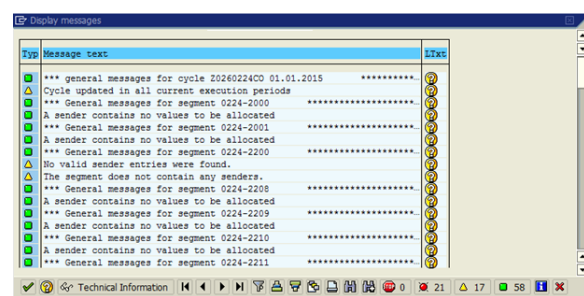 Display messages
Typ Message text LTxt
*** general messages for cycle Z0260224CO 01.01.2015 **********…
Cycle updated in all current execution periods
*** General messages for segment 0224-2000 *****************…
A sender contains no values to be allocated
*** General messages for segment 0224-2001 *****************…
A sender contains no values to be allocated
*** General messages for segment 0224-2200 *****************…
No valid sender entries were found.
The segment does not contain any senders.
*** General messages for segment 0224-2208 *****************…
A sender contains no values to be allocated
*** General messages for segment 0224-2209 *****************…
A sender contains no values to be allocated
*** General messages for segment 0224-2210 *****************…
A sender contains no values to be allocated
*** General messages for segment 0224-2211 *****************…
Technical Information 0 21 17 58